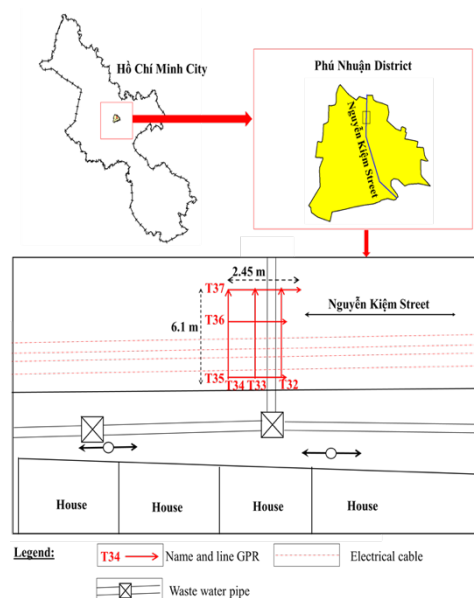 Hồ Chí Minh City
Phú Nhuận District
Nguyễn Kiệm Street
2.45 m
T37
Nguyễn Kiệm Street
T36
6.1 m
T35
T34 T33 T32
House House House House
Legend:
T34 Name and line GPR Electrical cable
Waste water pipe